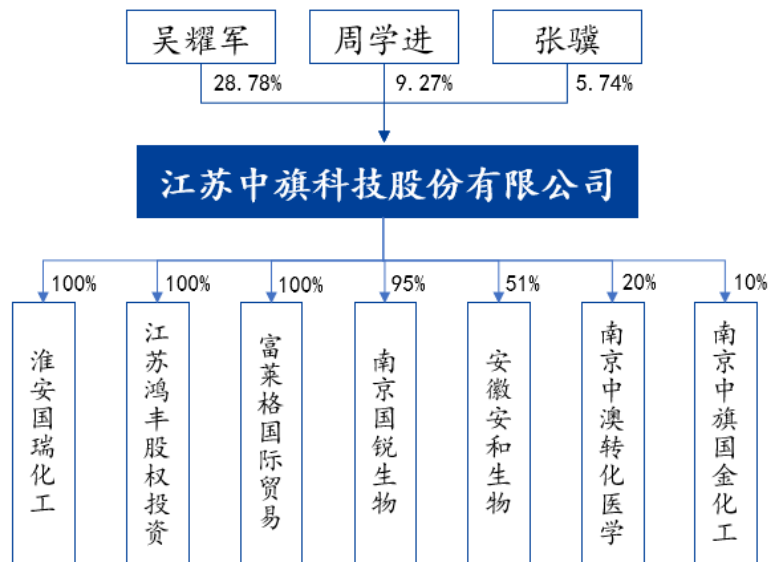 吴耀军
周学进
张骥
28.78%
9.27%
5.74%
江苏中旗科技股份有限公司
100%
100%
100%
95%
51%
20%
10%
淮安国瑞化工
江苏鸿丰股权投资
富莱格国际贸易
南京国锐生物
安徽安和生物
南京中澳转化医学
南京中旗国金化工